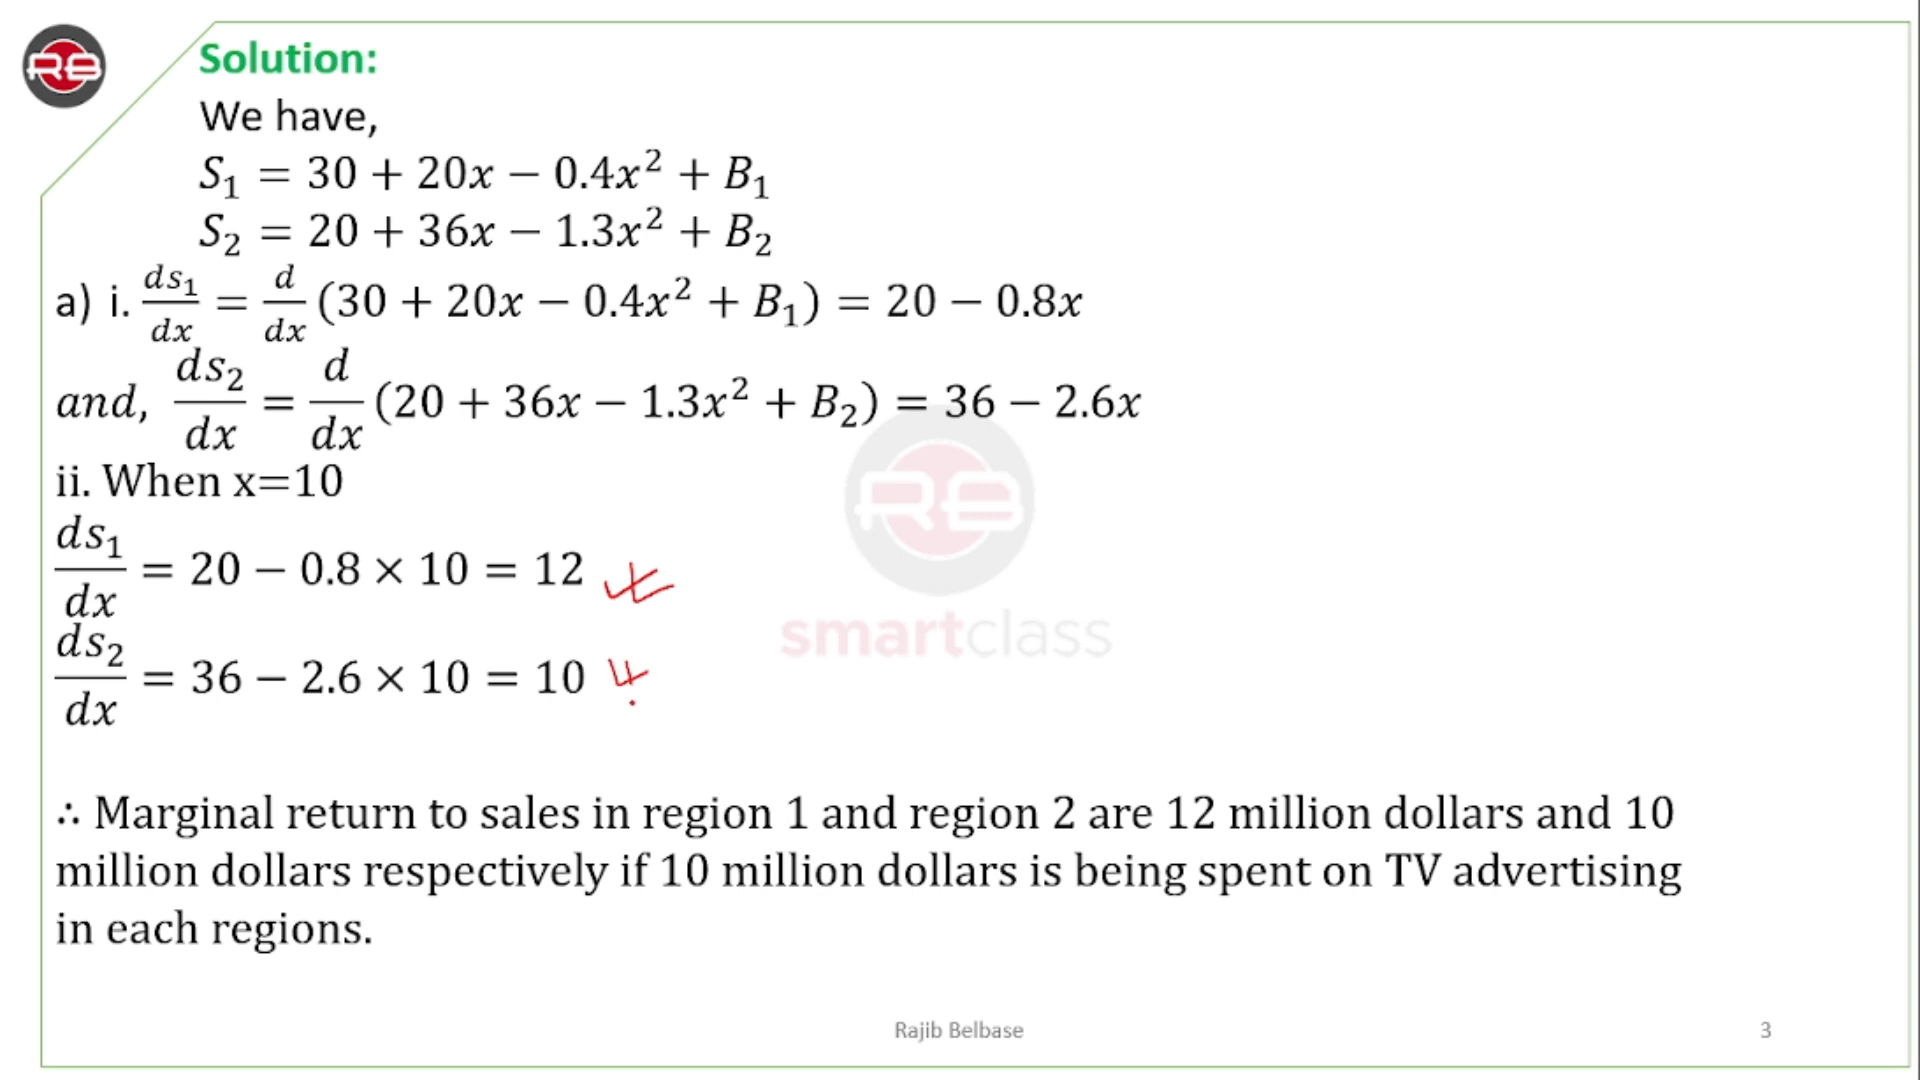 RB
Solution:
We have,
S₁ = 30 + 20x − 0.4x² + B₁
S₂ = 20 + 36x − 1.3x² + B₂
a) i. ds₁/dx = d/dx (30 + 20x − 0.4x² + B₁) = 20 − 0.8x
and, ds₂/dx = d/dx (20 + 36x − 1.3x² + B₂) = 36 − 2.6x
ii. When x=10
ds₁/dx = 20 − 0.8 × 10 = 12
ds₂/dx = 36 − 2.6 × 10 = 10
RB
smartclass
∴ Marginal return to sales in region 1 and region 2 are 12 million dollars and 10
million dollars respectively if 10 million dollars is being spent on TV advertising
in each regions.
Rajib Belbase
3